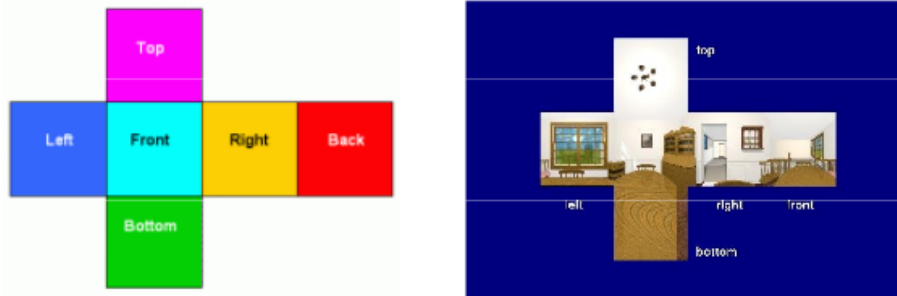 Top
Left Front Right Back
Bottom
top
left right front
bottom